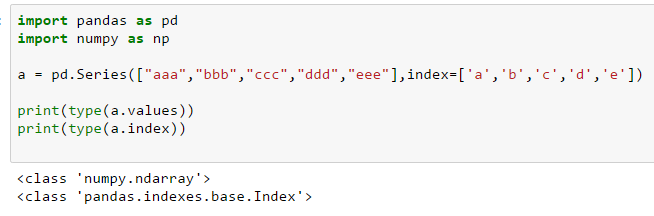 import pandas as pd
import numpy as np
a = pd.Series(["aaa","bbb","ccc","ddd","eee"],index=['a','b','c','d','e'])
print(type(a.values))
print(type(a.index))
<class 'numpy.ndarray'>
<class 'pandas.indexes.base.Index'>